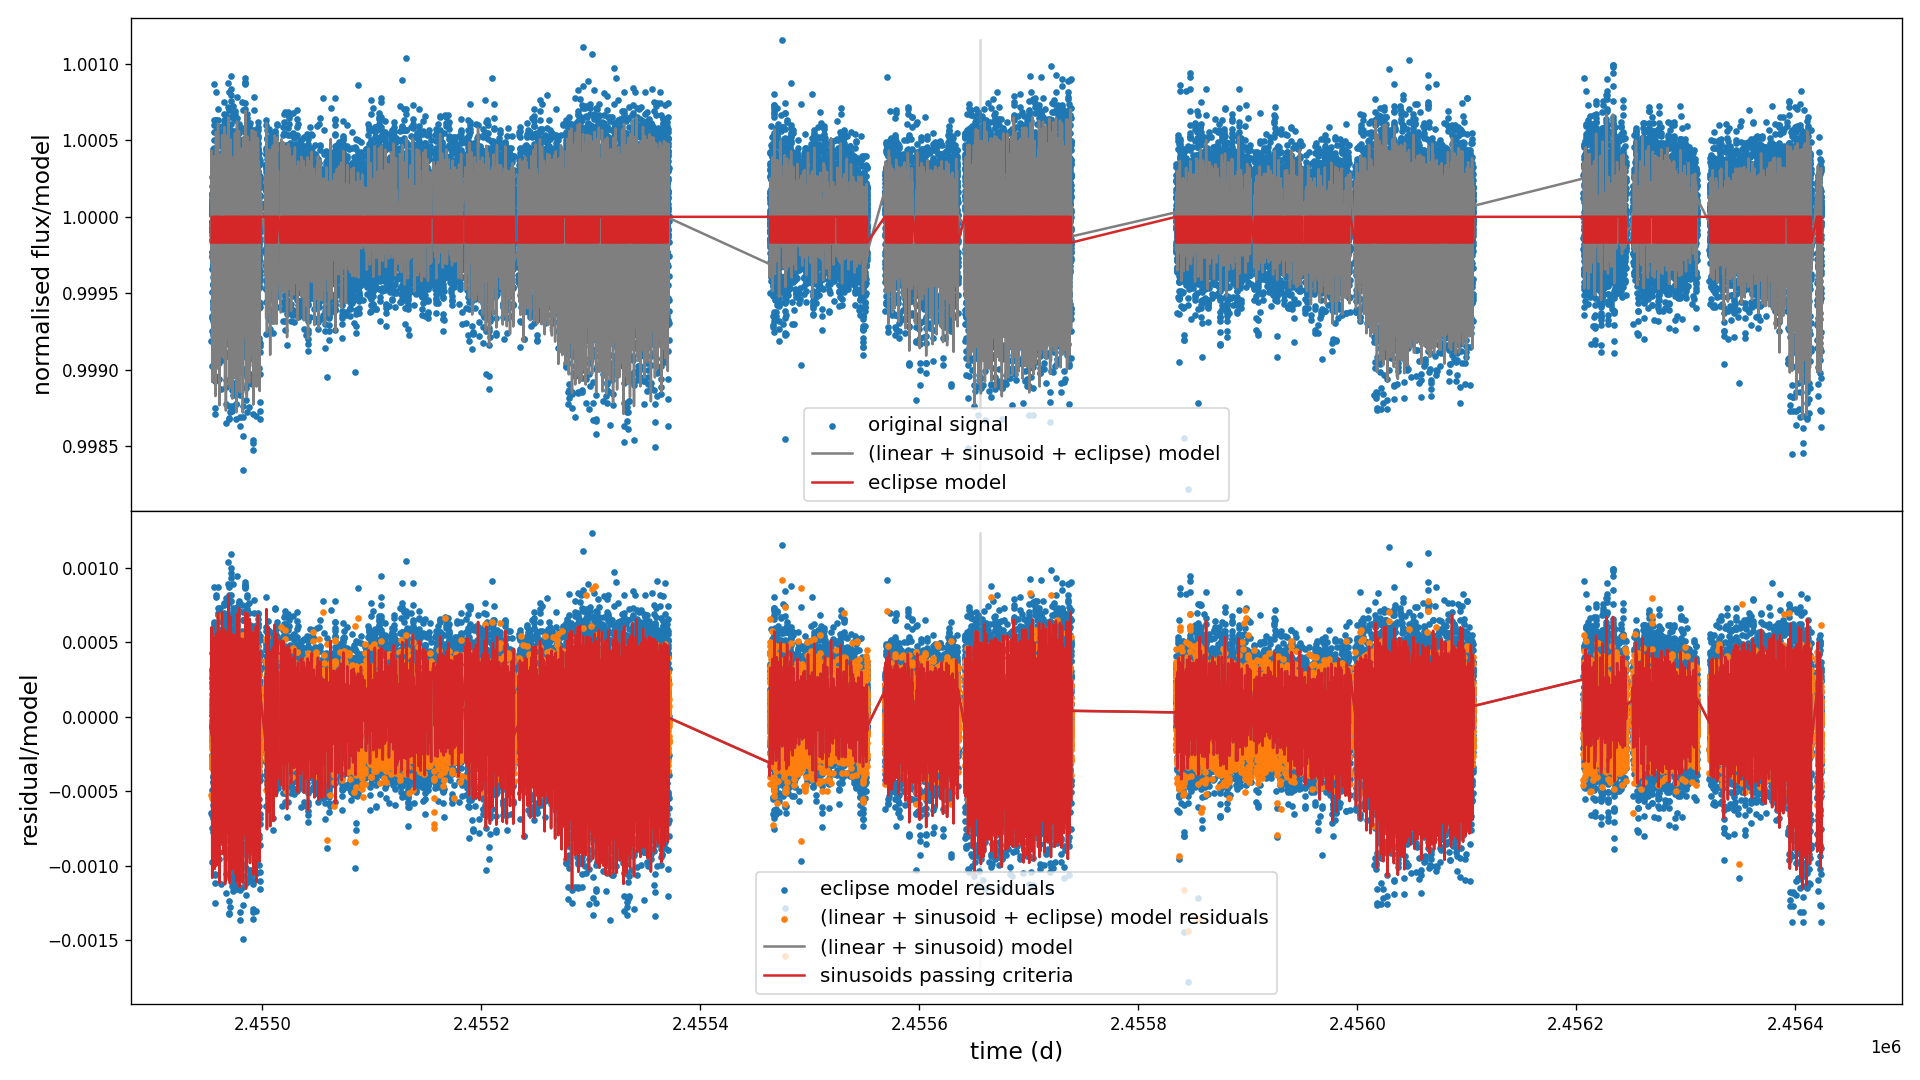 normalised flux/model
1.0010
1.0005
1.0000
0.9995
0.9990
0.9985
original signal
(linear + sinusoid + eclipse) model
eclipse model
residual/model
0.0010
0.0005
0.0000
−0.0005
−0.0010
−0.0015
eclipse model residuals
(linear + sinusoid + eclipse) model residuals
(linear + sinusoid) model
sinusoids passing criteria
2.4550 2.4552 2.4554 2.4556 2.4558 2.4560 2.4562 2.4564
1e6
time (d)